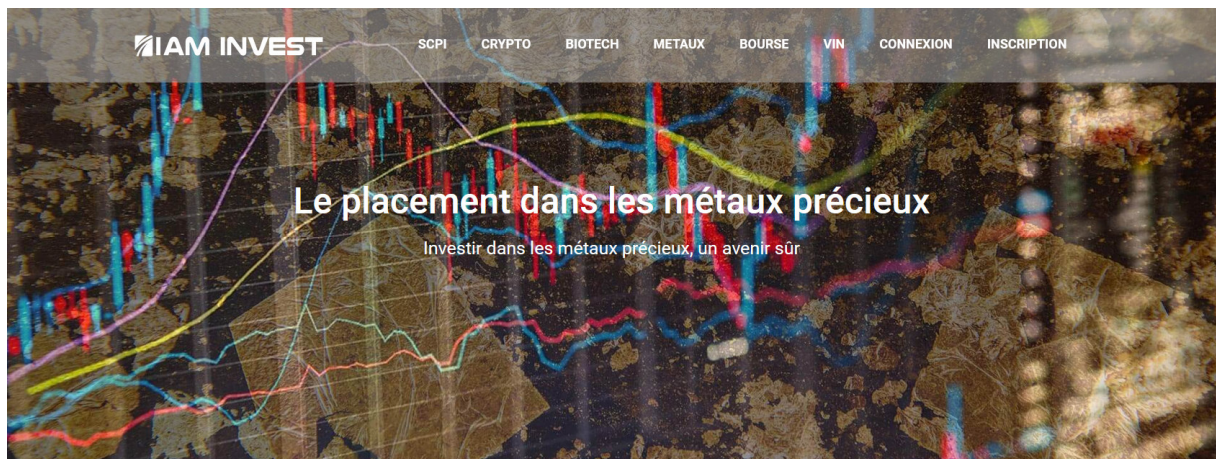 IAM INVEST
SCPI CRYPTO BIOTECH METAUX BOURSE VIN CONNEXION INSCRIPTION
Le placement dans les métaux précieux
Investir dans les métaux précieux, un avenir sûr